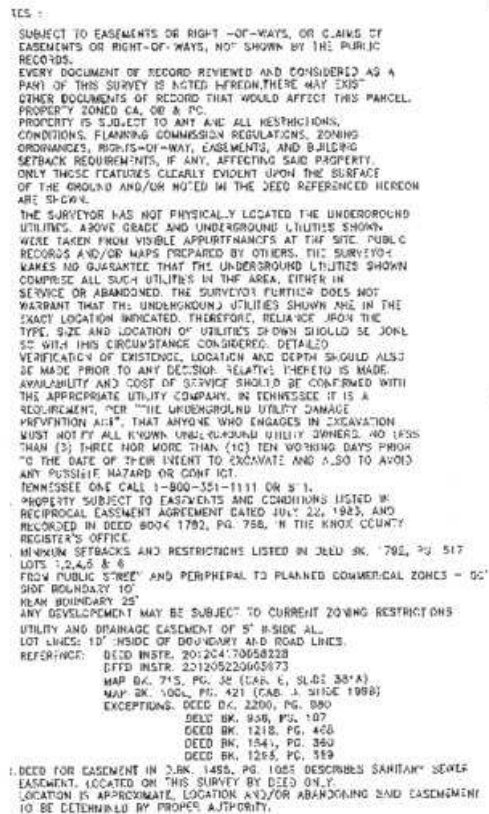 SUBJECT TO EASEMENTS OR RIGHT-OF-WAYS, OR CLAIMS OF
EASEMENTS OR RIGHT-OF-WAYS, NOT SHOWN BY THE PUBLIC
RECORDS.
EVERY DOCUMENT OF RECORD REVIEWED AND CONSIDERED AS A
PART OF THIS SURVEY IS NOTED HEREON.THERE MAY EXIST
OTHER DOCUMENTS OF RECORD THAT WOULD AFFECT THIS PARCEL.
PROPERTY ZONED CA, OB & PC.
PROPERTY IS SUBJECT TO ANY AND ALL RESTRICTIONS,
CONDITIONS, PLANNING COMMISSION REGULATIONS, ZONING
ORDINANCES, RIGHTS-OF-WAY, EASEMENTS, AND BUILDING
SETBACK REQUIREMENTS, IF ANY, AFFECTING SAID PROPERTY.
ONLY THOSE FEATURES CLEARLY EVIDENT UPON THE SURFACE
OF THE GROUND AND/OR NOTED IN THE DEED REFERENCED HEREON
ARE SHOWN.
THE SURVEYOR HAS NOT PHYSICALLY LOCATED THE UNDERGROUND
UTILITIES. ABOVE GRADE AND UNDERGROUND UTILITIES SHOWN
WERE TAKEN FROM VISIBLE APPURTENANCES AT THE SITE. PUBLIC
RECORDS AND/OR MAPS PREPARED BY OTHERS. THE SURVEYOR
MAKES NO GUARANTEE THAT THE UNDERGROUND UTILITIES SHOWN
COMPRISE ALL SUCH UTILITIES IN THE AREA, EITHER IN
SERVICE OR ABANDONED. THE SURVEYOR FURTHER DOES NOT
WARRANT THAT THE UNDERGROUND UTILITIES SHOWN ARE IN THE
EXACT LOCATION INDICATED. THEREFORE, RELIANCE UPON THE
TYPE, SIZE AND LOCATION OF UTILITIES SHOWN SHOULD BE DONE
SO WITH THIS CIRCUMSTANCE CONSIDERED. DETAILED
VERIFICATION OF EXISTENCE, LOCATION AND DEPTH SHOULD ALSO
BE MADE PRIOR TO ANY DECISION RELATIVE THERETO IS MADE.
AVAILABILITY AND COST OF SERVICE SHOULD BE CONFIRMED WITH
THE APPROPRIATE UTILITY COMPANY. IN TENNESSEE IT IS A
REQUIREMENT, PER "THE UNDERGROUND UTILITY DAMAGE
PREVENTION ACT", THAT ANYONE WHO ENGAGES IN EXCAVATION
MUST NOTIFY ALL KNOWN UNDERGROUND UTILITY OWNERS, NO LESS
THAN (3) THREE NOR MORE THAN (10) TEN WORKING DAYS PRIOR
TO THE DATE OF THEIR INTENT TO EXCAVATE AND ALSO TO AVOID
ANY POSSIBLE HAZARD OR CONFLICT.
TENNESSEE ONE CALL 1-800-351-1111 OR 811.
PROPERTY SUBJECT TO EASEMENTS AND CONDITIONS LISTED IN
RECIPROCAL EASEMENT AGREEMENT DATED JULY 22, 1983, AND
RECORDED IN DEED BOOK 1792, PG. 768, IN THE KNOX COUNTY
REGISTER'S OFFICE.
MINIMUM SETBACKS AND RESTRICTIONS LISTED IN DEED BK. 1792, PG. 517
LOTS 1,2,4,5 & 6
FROM PUBLIC STREET AND PERIPHERAL TO PLANNED COMMERCIAL ZONES - 50'
SIDE BOUNDARY 10'
REAR BOUNDARY 25'
ANY DEVELOPEMENT MAY BE SUBJECT TO CURRENT ZONING RESTRICTIONS
UTILITY AND DRAINAGE EASEMENT OF 5' INSIDE ALL
LOT LINES; 10' INSIDE OF BOUNDARY AND ROAD LINES.
REFERENCE: DEED INSTR. 201204170058228
DEED INSTR. 201205220065673
MAP BK. 71S, PG. 38 (CAB. E, SLIDE 381A)
MAP BK. 100L, PG. 421 (CAB. J, SLIDE 1998)
EXCEPTIONS. DEED BK. 2200, PG. 880
DEED BK. 936, PG. 107
DEED BK. 1218, PG. 468
DEED BK. 1541, PG. 360
DEED BK. 1265, PG. 359
DEED FOR EASEMENT IN D.BK. 1455, PG. 1055 DESCRIBES SANITARY SEWER
EASEMENT. LOCATED ON THIS SURVEY BY DEED ONLY.
LOCATION IS APPROXIMATE, LOCATION AND/OR ABANDONING SAID EASEMEMENT
TO BE DETERMINED BY PROPER AUTHORITY.